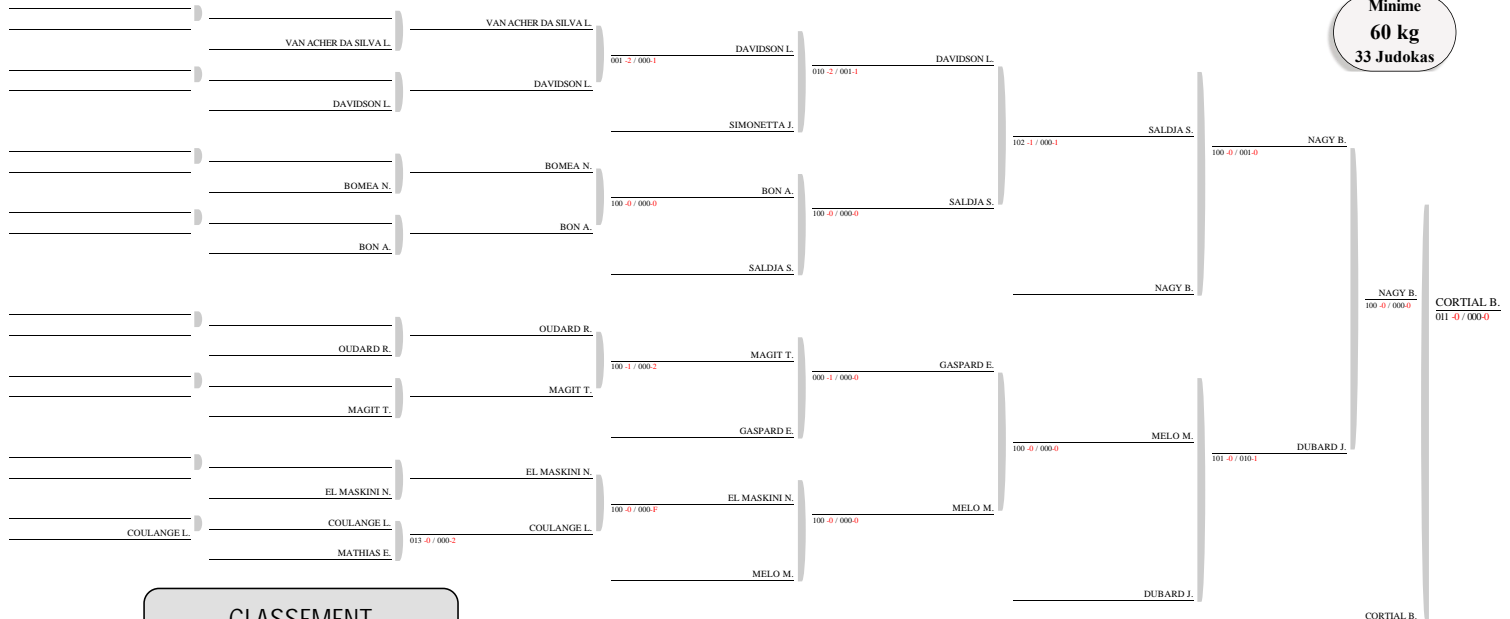 Minime
60 kg
33 Judokas
VAN ACHER DA SILVA L.
VAN ACHER DA SILVA L.
DAVIDSON L.
001 -2 / 000-1
DAVIDSON L.
010 -2 / 001-1
DAVIDSON L.
DAVIDSON L.
SIMONETTA J.
SALDJA S.
102 -1 / 000-1
NAGY B.
100 -0 / 001-0
BOMEA N.
BOMEA N.
BON A.
100 -0 / 000-0
SALDJA S.
100 -0 / 000-0
BON A.
BON A.
SALDJA S.
NAGY B.
NAGY B.
100 -0 / 000-0
CORTIAL B.
011 -0 / 000-0
OUDARD R.
OUDARD R.
MAGIT T.
100 -1 / 000-2
GASPARD E.
000 -1 / 000-0
MAGIT T.
MAGIT T.
GASPARD E.
MELO M.
100 -0 / 000-0
DUBARD J.
101 -0 / 010-1
EL MASKINI N.
EL MASKINI N.
EL MASKINI N.
100 -0 / 000-F
MELO M.
100 -0 / 000-0
COULANGE L.
COULANGE L.
COULANGE L.
013 -0 / 000-2
MATHIAS E.
MELO M.
DUBARD J.
CLASSEMENT
CORTIAL B.